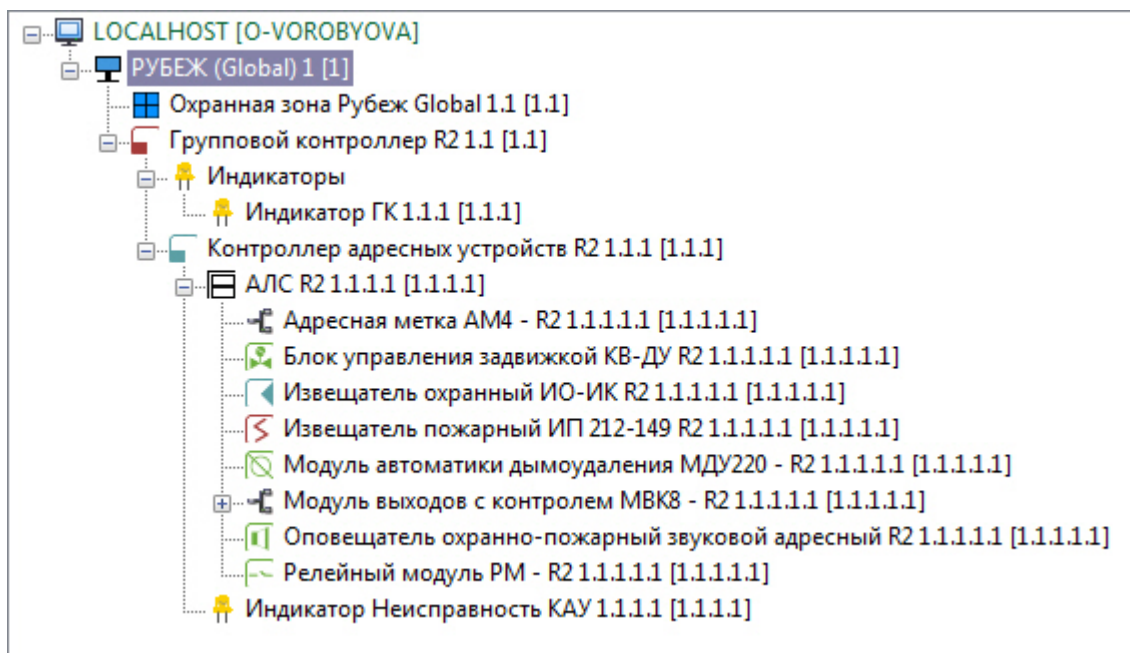 LOCALHOST [O-VOROBYOVA]
РУБЕЖ (Global) 1 [1]
Охранная зона Рубеж Global 1.1 [1.1]
Групповой контроллер R2 1.1 [1.1]
Индикаторы
Индикатор ГК 1.1.1 [1.1.1]
Контроллер адресных устройств R2 1.1.1 [1.1.1]
АЛС R2 1.1.1.1 [1.1.1.1]
Адресная метка АМ4 - R2 1.1.1.1.1 [1.1.1.1.1]
Блок управления задвижкой КВ-ДУ R2 1.1.1.1.1 [1.1.1.1.1]
Извещатель охранный ИО-ИК R2 1.1.1.1.1 [1.1.1.1.1]
Извещатель пожарный ИП 212-149 R2 1.1.1.1.1 [1.1.1.1.1]
Модуль автоматики дымоудаления МДУ220 - R2 1.1.1.1.1 [1.1.1.1.1]
Модуль выходов с контролем МВК8 - R2 1.1.1.1.1 [1.1.1.1.1]
Оповещатель охранно-пожарный звуковой адресный R2 1.1.1.1.1 [1.1.1.1.1]
Релейный модуль РМ - R2 1.1.1.1.1 [1.1.1.1.1]
Индикатор Неисправность КАУ 1.1.1.1 [1.1.1.1]